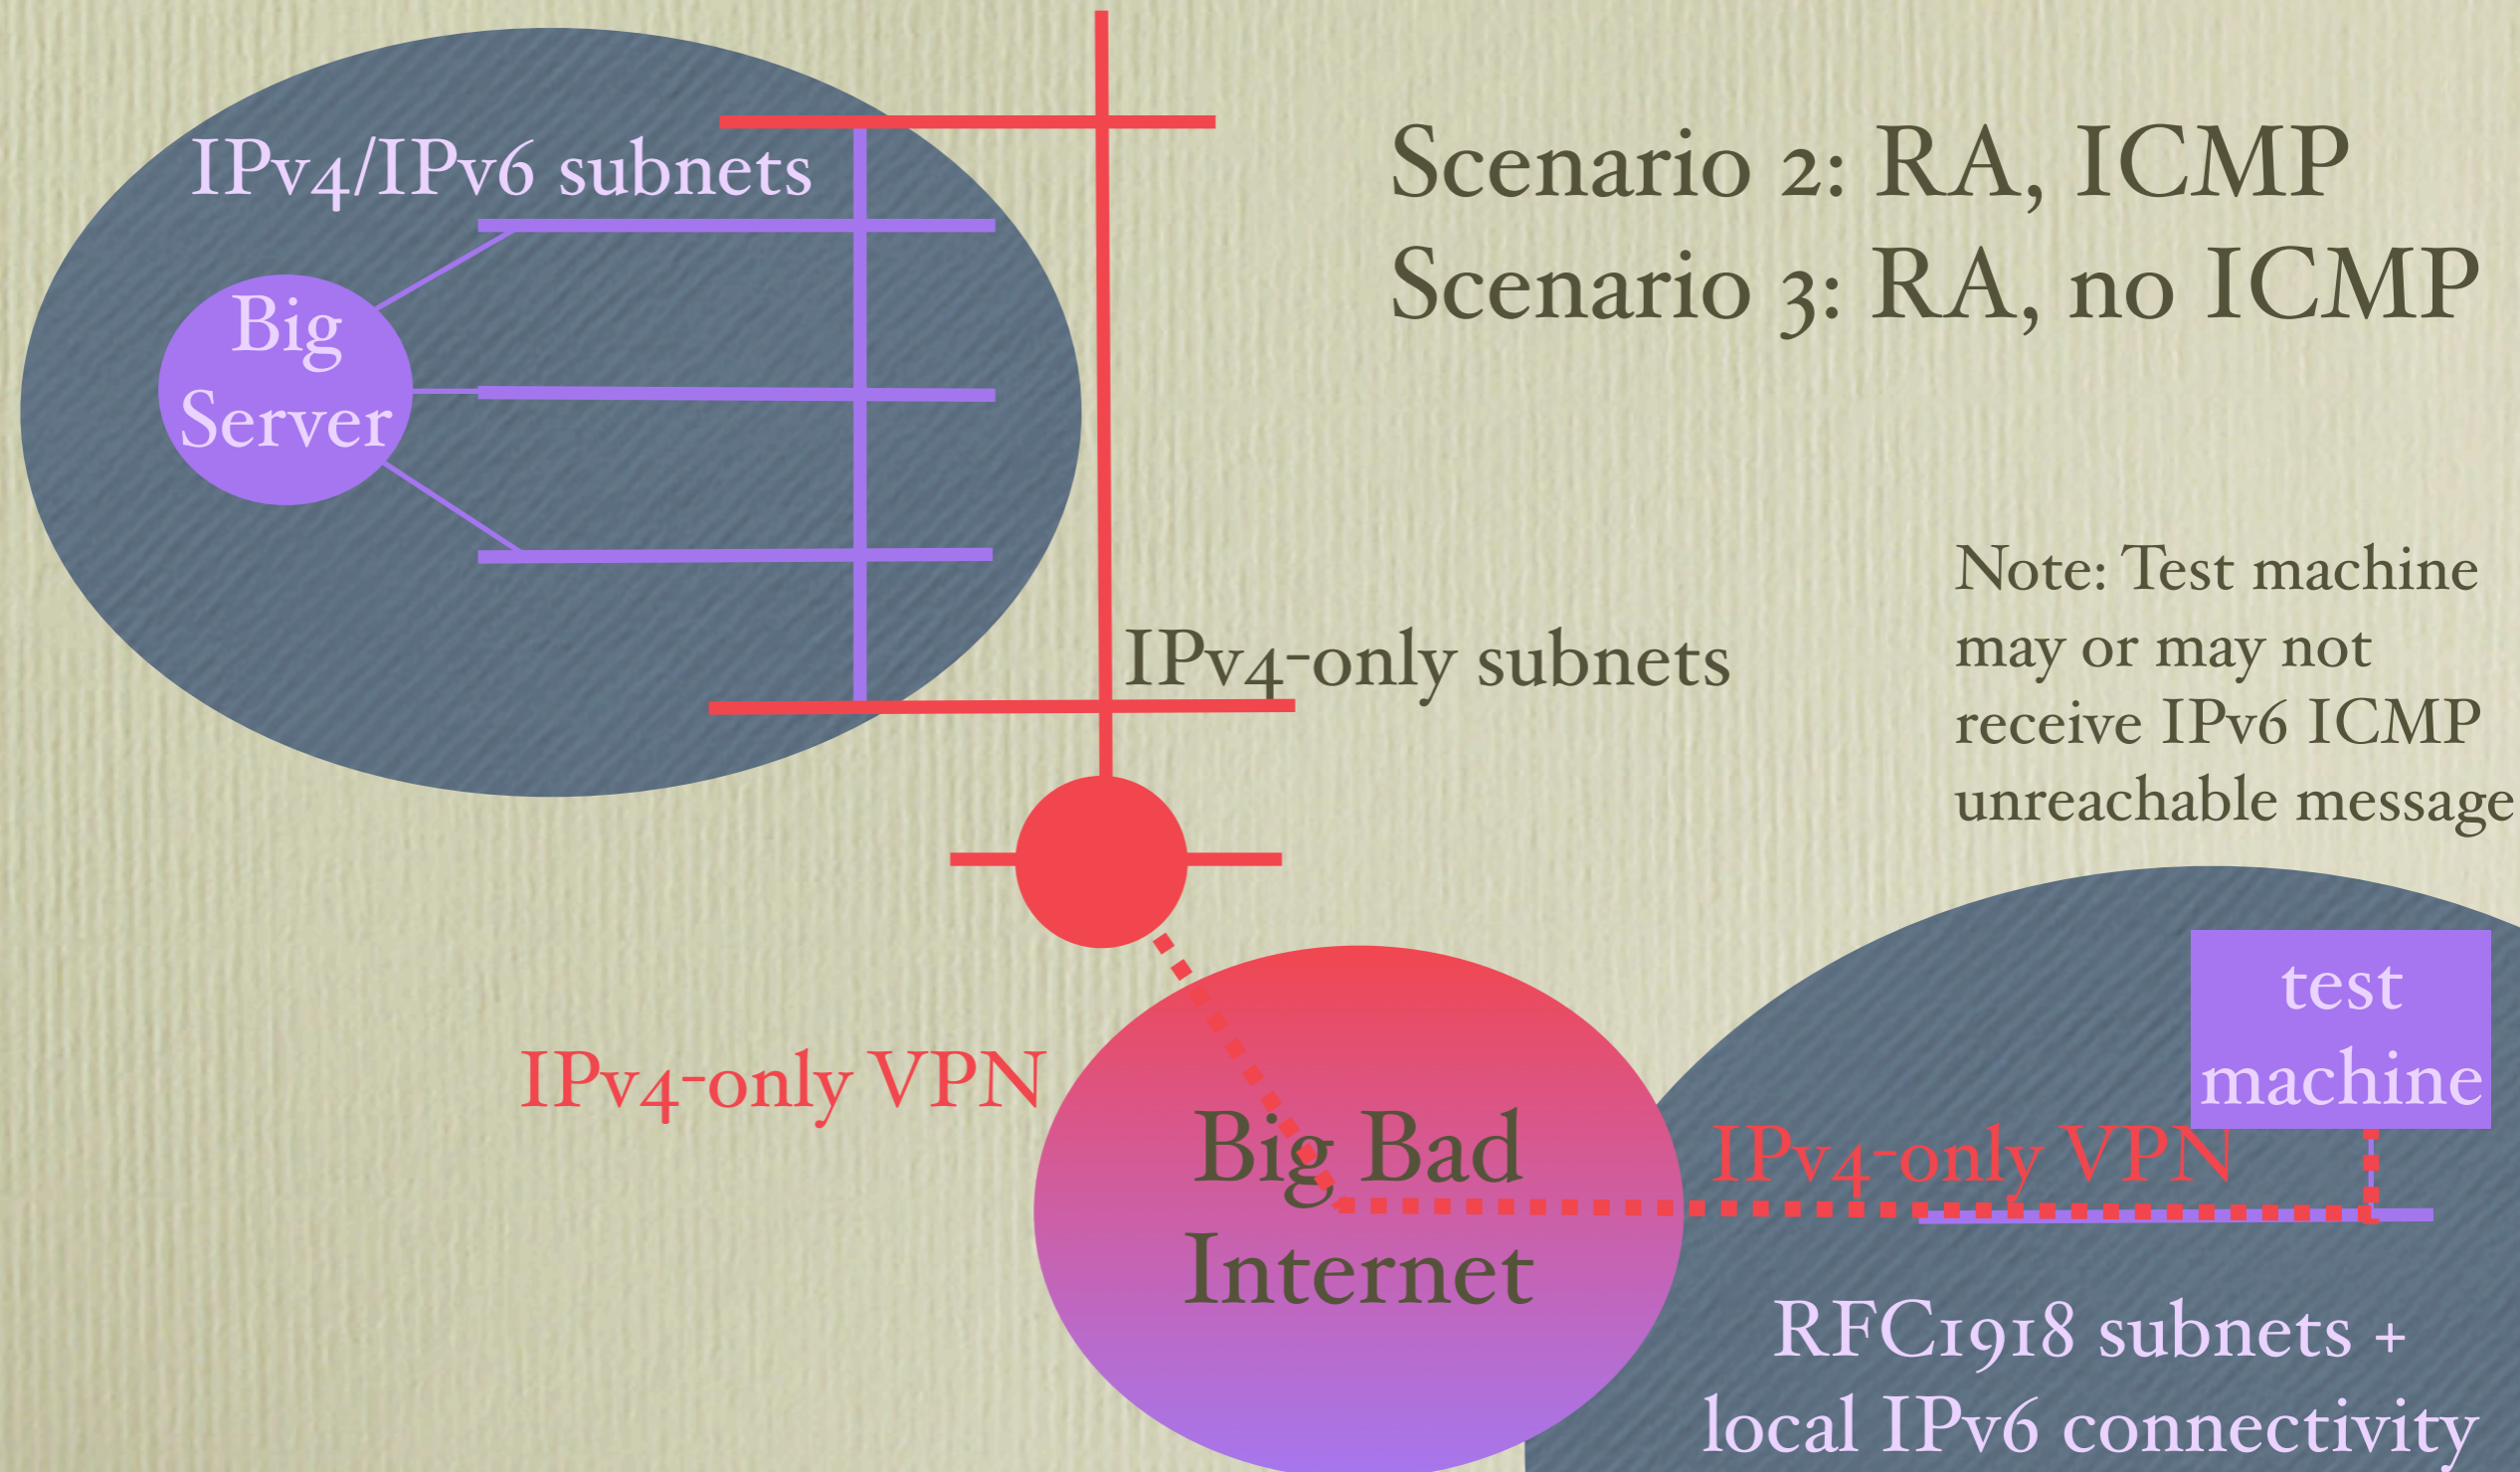 IPv4/IPv6 subnets
Big
Server
Scenario 2: RA, ICMP
Scenario 3: RA, no ICMP
Note: Test machine
may or may not
receive IPv6 ICMP
unreachable message
IPv4-only subnets
IPv4-only VPN
Big Bad
Internet
test
machine
IPv4-only VPN
RFC1918 subnets +
local IPv6 connectivity